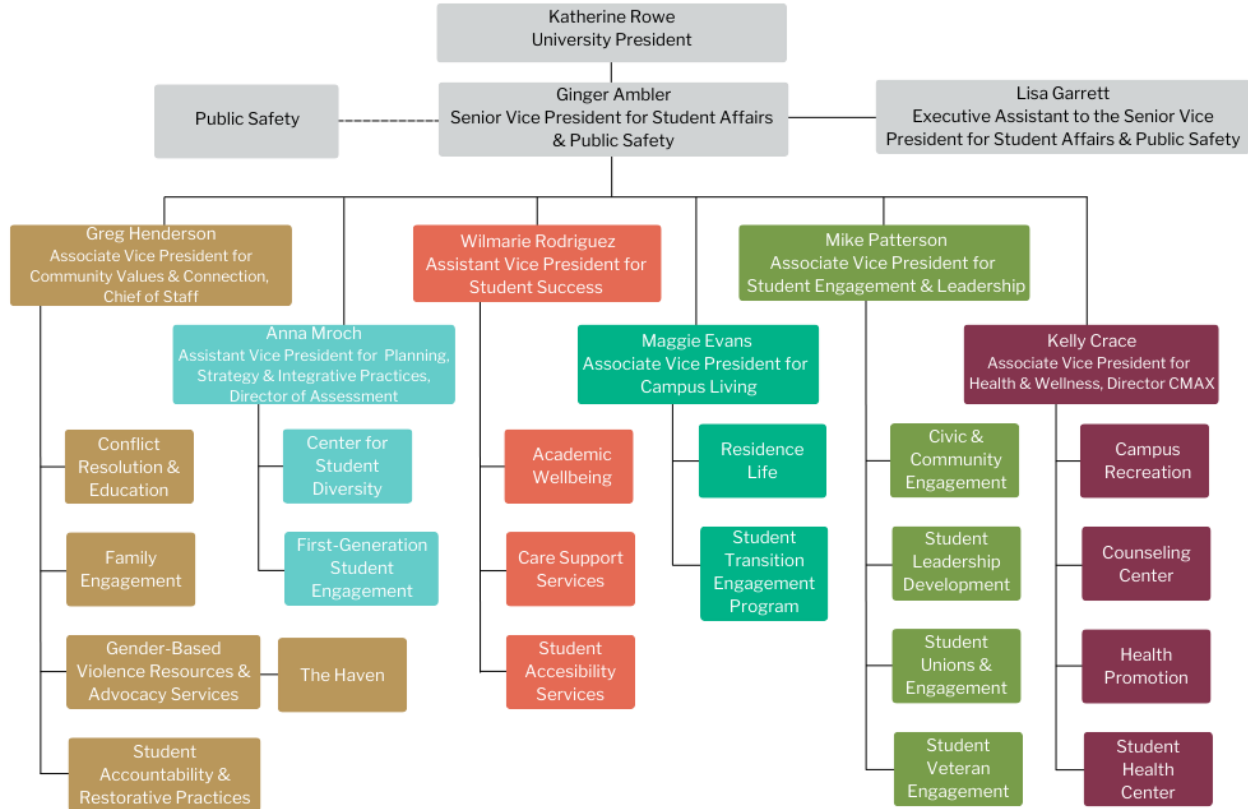 Katherine Rowe
University President
Public Safety
Ginger Ambler
Senior Vice President for Student Affairs
& Public Safety
Lisa Garrett
Executive Assistant to the Senior Vice
President for Student Affairs & Public Safety
Greg Henderson
Associate Vice President for
Community Values & Connection,
Chief of Staff
Wilmarie Rodriguez
Assistant Vice President for
Student Success
Mike Patterson
Associate Vice President for
Student Engagement & Leadership
Anna Mroch
Assistant Vice President for Planning,
Strategy & Integrative Practices,
Director of Assessment
Maggie Evans
Associate Vice President for
Campus Living
Kelly Crace
Associate Vice President for
Health & Wellness, Director CMAX
Conflict
Resolution &
Education
Family
Engagement
Gender-Based
Violence Resources &
Advocacy Services
The Haven
Student
Accountability &
Restorative Practices
Center for
Student
Diversity
First-Generation
Student
Engagement
Academic
Wellbeing
Care Support
Services
Student
Accesibility
Services
Residence
Life
Student
Transition
Engagement
Program
Civic &
Community
Engagement
Student
Leadership
Development
Student
Unions &
Engagement
Student
Veteran
Engagement
Campus
Recreation
Counseling
Center
Health
Promotion
Student
Health
Center